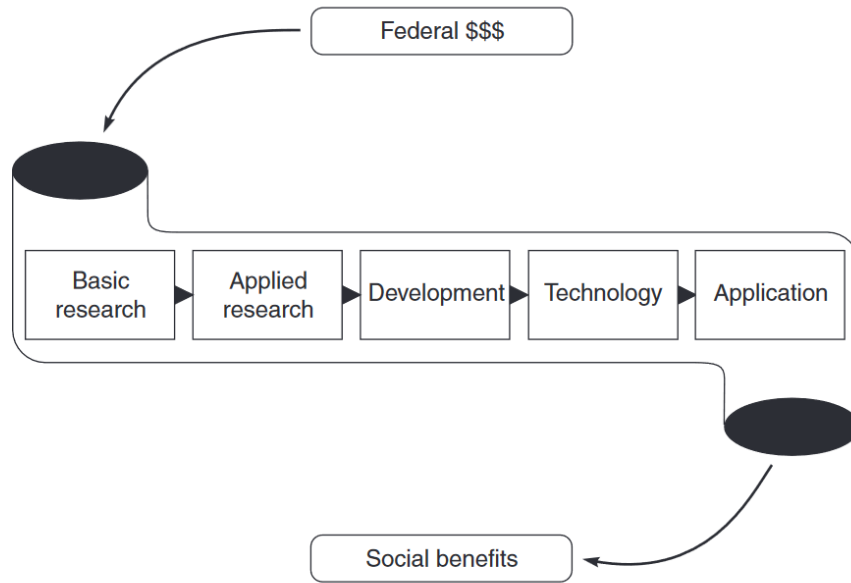 Federal $$$
Basic
research
Applied
research
Development
Technology
Application
Social benefits